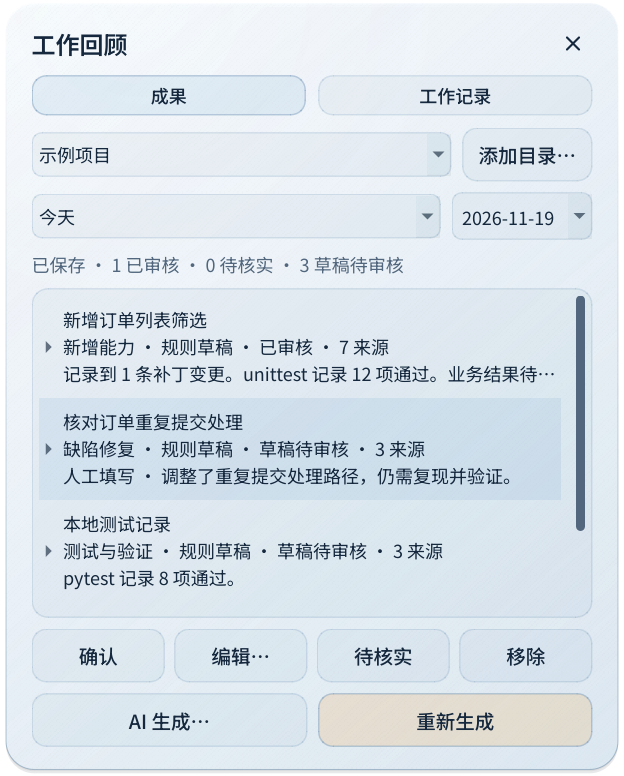 工作回顾
成果
工作记录
示例项目
添加目录…
今天
2026-11-19
已保存 • 1 已审核 • 0 待核实 • 3 草稿待审核
新增订单列表筛选
新增能力 • 规则草稿 • 已审核 • 7 来源
记录到 1 条补丁变更。unittest 记录 12 项通过。业务结果待…
核对订单重复提交处理
缺陷修复 • 规则草稿 • 草稿待审核 • 3 来源
人工填写 • 调整了重复提交处理路径，仍需复现并验证。
本地测试记录
测试与验证 • 规则草稿 • 草稿待审核 • 3 来源
pytest 记录 8 项通过。
确认
编辑…
待核实
移除
AI 生成…
重新生成